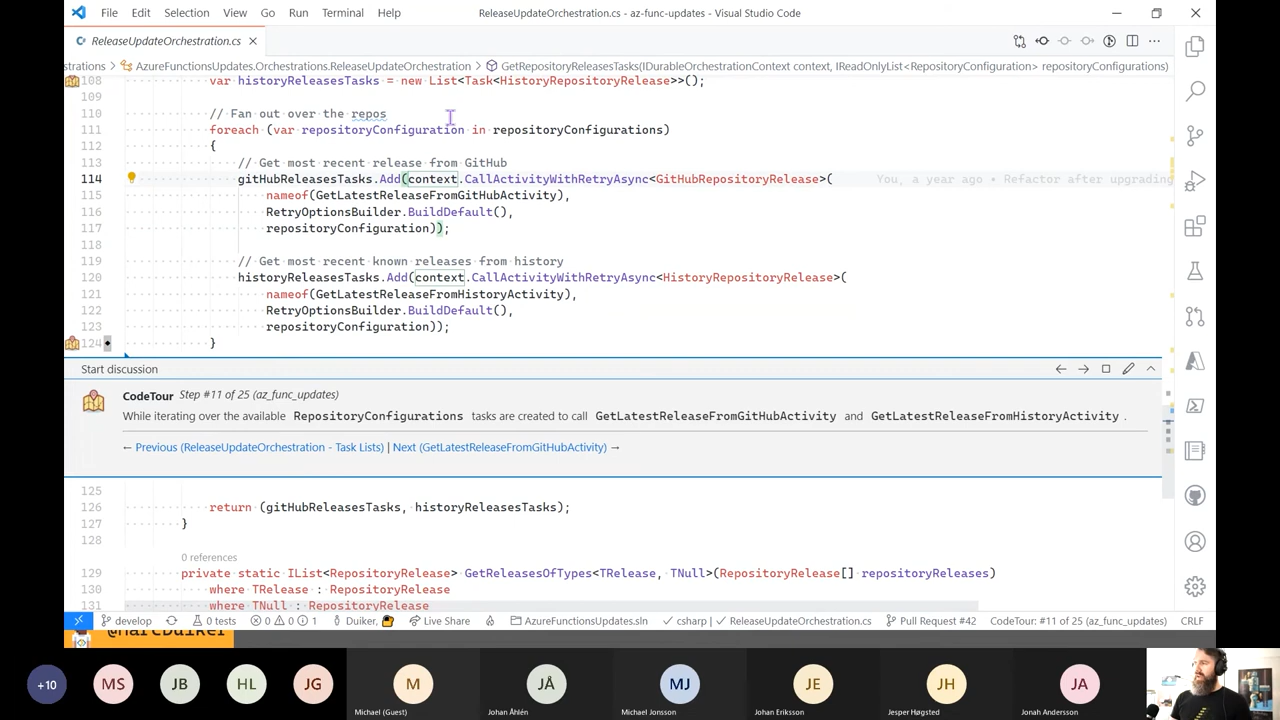 File Edit Selection View Go Run Terminal Help ReleaseUpdateOrchestration.cs - az-func-updates - Visual Studio Code
ReleaseUpdateOrchestration.cs
strations > AzureFunctionsUpdates.Orchestrations.ReleaseUpdateOrchestration > GetRepositoryReleasesTasks(IDurableOrchestrationContext context, IReadOnlyList<RepositoryConfiguration> repositoryConfigurations)
108 var historyReleasesTasks = new List<Task<HistoryRepositoryRelease>>();
109
110 // Fan out over the repos
111 foreach (var repositoryConfiguration in repositoryConfigurations)
112 {
113 // Get most recent release from GitHub
114 gitHubReleasesTasks.Add(context.CallActivityWithRetryAsync<GitHubRepositoryRelease>( You, a year ago • Refactor after upgrading
115 nameof(GetLatestReleaseFromGitHubActivity),
116 RetryOptionsBuilder.BuildDefault(),
117 repositoryConfiguration));
118
119 // Get most recent known releases from history
120 historyReleasesTasks.Add(context.CallActivityWithRetryAsync<HistoryRepositoryRelease>(
121 nameof(GetLatestReleaseFromHistoryActivity),
122 RetryOptionsBuilder.BuildDefault(),
123 repositoryConfiguration));
124 }
Start discussion
CodeTour Step #11 of 25 (az_func_updates)
While iterating over the available RepositoryConfigurations tasks are created to call GetLatestReleaseFromGitHubActivity and GetLatestReleaseFromHistoryActivity .
← Previous (ReleaseUpdateOrchestration - Task Lists) | Next (GetLatestReleaseFromGitHubActivity) →
125
126 return (gitHubReleasesTasks, historyReleasesTasks);
127 }
128
0 references
129 private static IList<RepositoryRelease> GetReleasesOfTypes<TRelease, TNull>(RepositoryRelease[] repositoryReleases)
130 where TRelease : RepositoryRelease
131 where TNull : RepositoryRelease
develop 0 tests 0 0 1 Duiker, Live Share AzureFunctionsUpdates.sln csharp | ReleaseUpdateOrchestration.cs Pull Request #42 CodeTour: #11 of 25 (az_func_updates) CRLF
@marcduiker
+10 MS JB HL JG M JÅ MJ JE JH JA
Michael (Guest) Johan Åhlén Michael Jonsson Johan Eriksson Jesper Høgsted Jonah Andersson